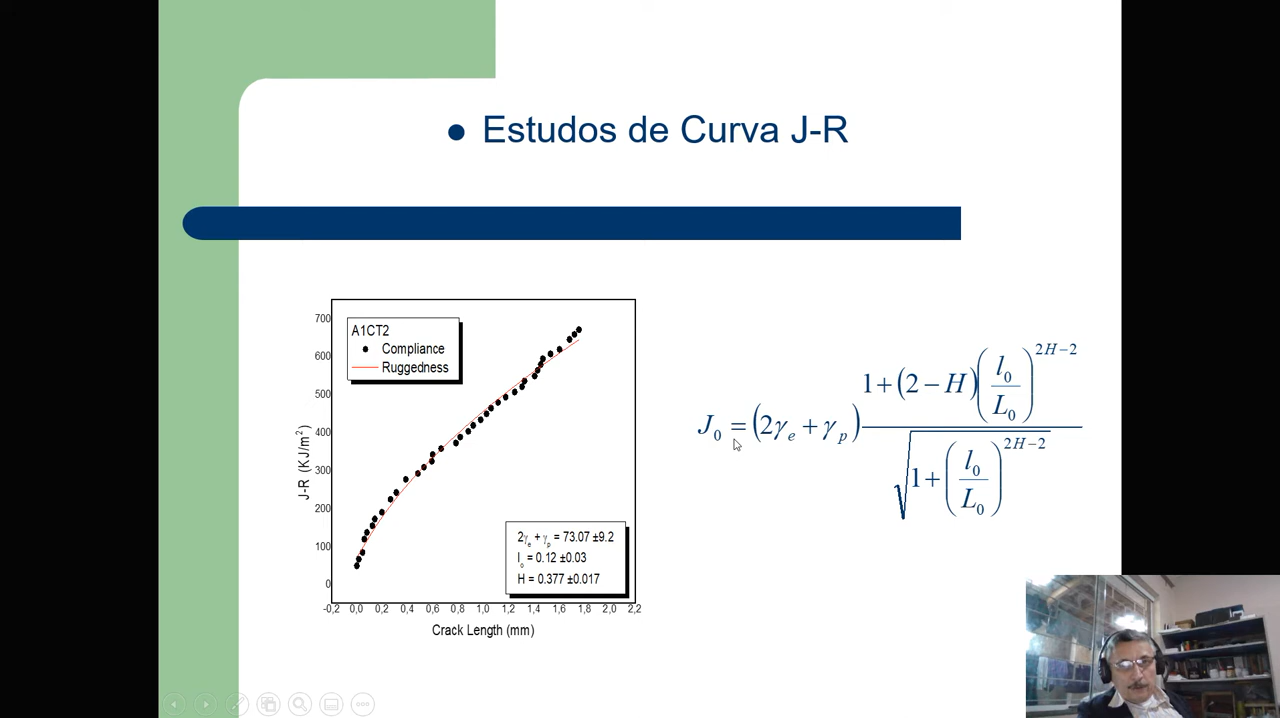 Estudos de Curva J-R
A1CT2
Compliance
Ruggedness
700
600
500
400
300
200
100
0
J-R (KJ/m²)
2γₑ + γₚ = 73.07 ±9.2
lₒ = 0.12 ±0.03
H = 0.377 ±0.017
-0,2 0,0 0,2 0,4 0,6 0,8 1,0 1,2 1,4 1,6 1,8 2,0 2,2
Crack Length (mm)
J₀ = (2γₑ + γₚ) (1 + (2 − H)(l₀/L₀)^(2H−2)) / √(1 + (l₀/L₀)^(2H−2))